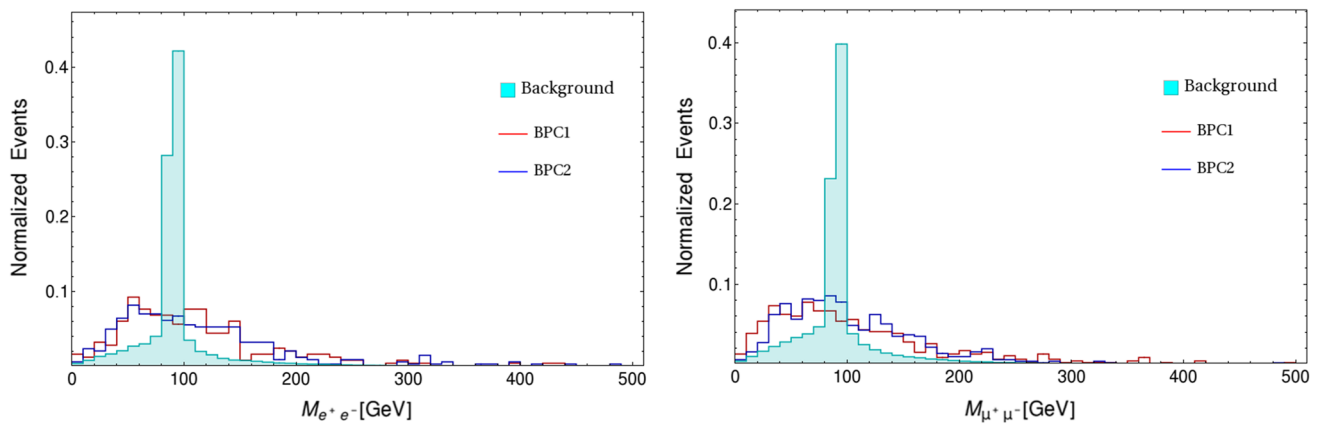 Normalized Events
0.4
0.3
0.2
0.1
Background
BPC1
BPC2
0 100 200 300 400 500
M e⁺ e⁻ [GeV]
Normalized Events
0.4
0.3
0.2
0.1
Background
BPC1
BPC2
0 100 200 300 400 500
M μ⁺ μ⁻ [GeV]